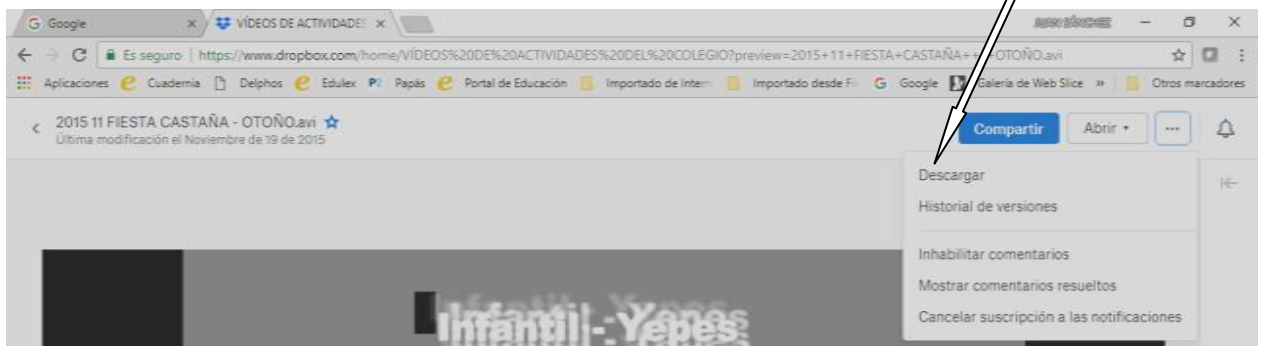 Google
VÍDEOS DE ACTIVIDADES
Es seguro | https://www.dropbox.com/home/VÍDEOS%20DE%20ACTIVIDADES%20DEL%20COLEGIO?preview=2015+11+FIESTA+CASTAÑA+ OTOÑO.avi
Aplicaciones Cuadernia Delphos Edulex Papás Portal de Educación Importado de Intern Importado desde Fi Google Galería de Web Slice » Otros marcadores
2015 11 FIESTA CASTAÑA - OTOÑO.avi
Última modificación el Noviembre de 19 de 2015
Compartir Abrir
Descargar
Historial de versiones
Inhabilitar comentarios
Mostrar comentarios resueltos
Cancelar suscripción a las notificaciones
Infantil - Yepes